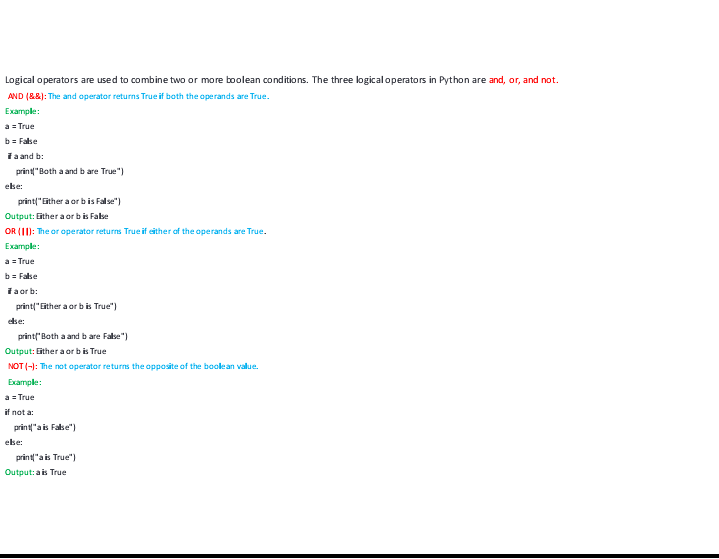 Logical operators are used to combine two or more boolean conditions. The three logical operators in Python are and, or, and not.
AND (&&): The and operator returns True if both the operands are True.
Example:
a = True
b = False
if a and b:
print("Both a and b are True")
else:
print("Either a or b is False")
Output: Either a or b is False
OR (||): The or operator returns True if either of the operands are True.
Example:
a = True
b = False
if a or b:
print("Either a or b is True")
else:
print("Both a and b are False")
Output: Either a or b is True
NOT (¬): The not operator returns the opposite of the boolean value.
Example:
a = True
if not a:
print("a is False")
else:
print("a is True")
Output: a is True